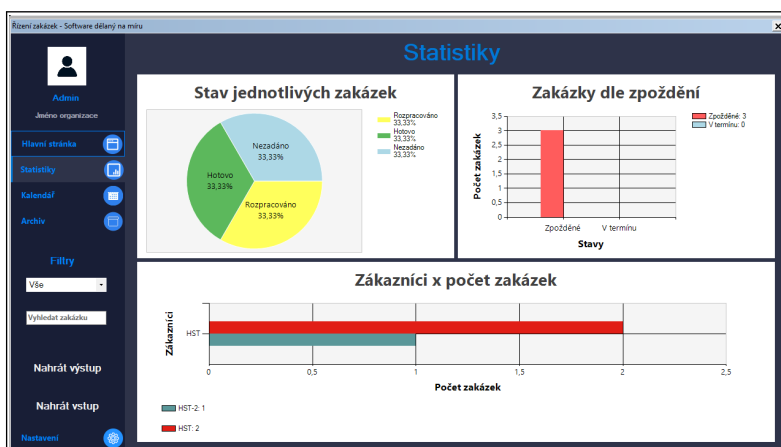 Řízení zakázek - Software dělaný na míru
Admin
Jméno organizace
Hlavní stránka
Statistiky
Kalendář
Archiv
Filtry
Vše
Vyhledat zakázku
Nahrát výstup
Nahrát vstup
Nastavení
Statistiky
Stav jednotlivých zakázek
Nezadáno
33,33%
Hotovo
33,33%
Rozpracováno
33,33%
Rozpracováno
33,33%
Hotovo
33,33%
Nezadáno
33,33%
Zakázky dle zpoždění
Počet zakázek
3,5
3
2,5
2
1,5
1
0,5
0
Zpožděné
V termínu
Stavy
Zpožděné: 3
V termínu: 0
Zákazníci x počet zakázek
Zákazníci
HST
0
0,5
1
1,5
2
2,5
Počet zakázek
HST-2: 1
HST: 2